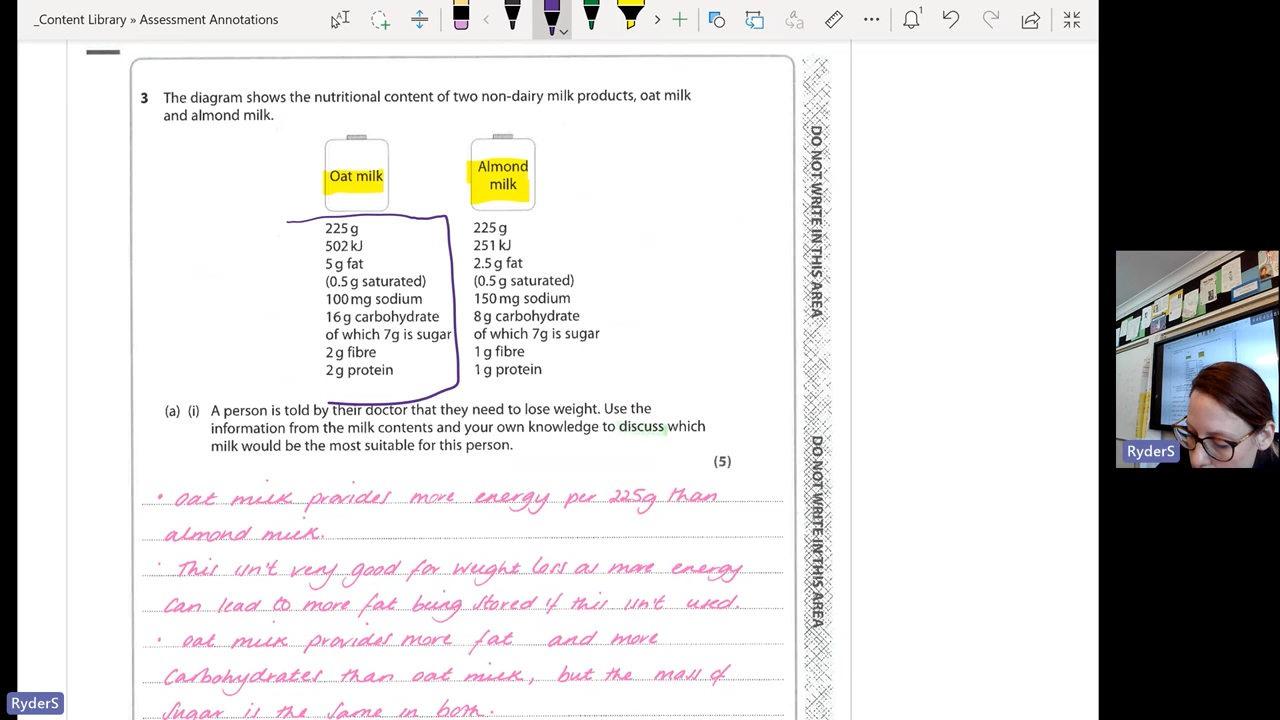 _Content Library » Assessment Annotations
3 The diagram shows the nutritional content of two non-dairy milk products, oat milk
and almond milk.
Oat milk
Almond
milk
225 g
502 kJ
5 g fat
(0.5 g saturated)
100 mg sodium
16 g carbohydrate
of which 7g is sugar
2 g fibre
2 g protein
225 g
251 kJ
2.5 g fat
(0.5 g saturated)
150 mg sodium
8 g carbohydrate
of which 7g is sugar
1 g fibre
1 g protein
(a) (i) A person is told by their doctor that they need to lose weight. Use the
information from the milk contents and your own knowledge to discuss which
milk would be the most suitable for this person.
(5)
• oat milk provides more energy per 225g than
almond milk.
• This isn't very good for weight loss as more energy
can lead to more fat being stored if this isn't used.
• oat milk provides more fat and more
carbohydrates than oat milk, but the mass of
sugar is the same in both.
DO NOT WRITE IN THIS AREA
DO NOT WRITE IN THIS AREA
RyderS
RyderS